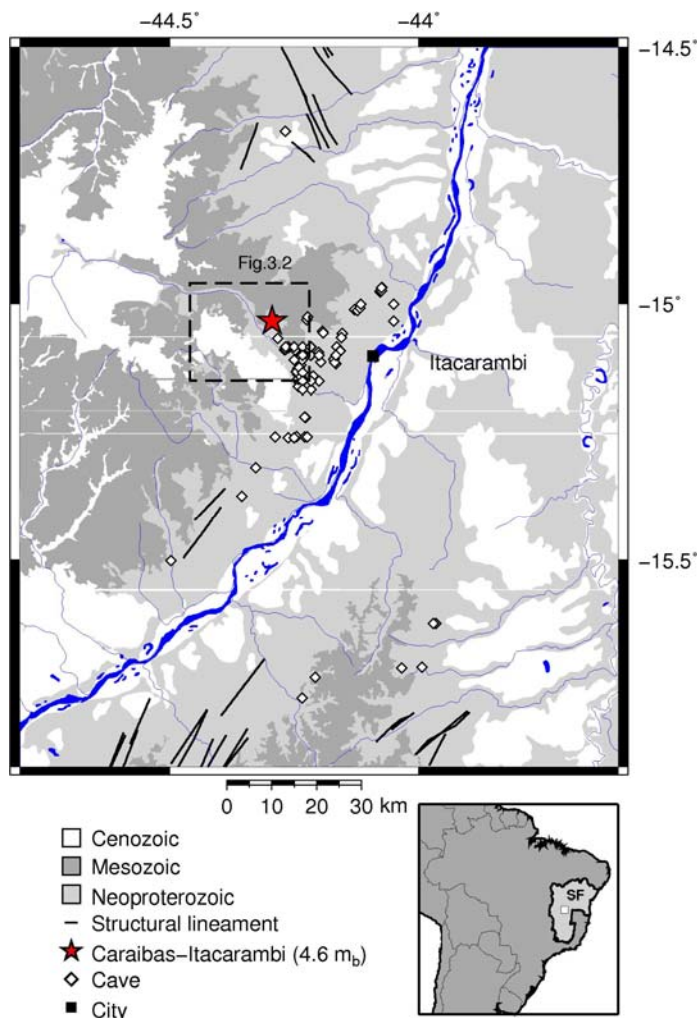 −44.5˚ −44˚
−14.5˚
Fig.3.2
−15˚
Itacarambi
−15.5˚
0 10 20 30 km
Cenozoic
Mesozoic
Neoproterozoic
Structural lineament
Caraibas−Itacarambi (4.6 mb)
Cave
City
SF